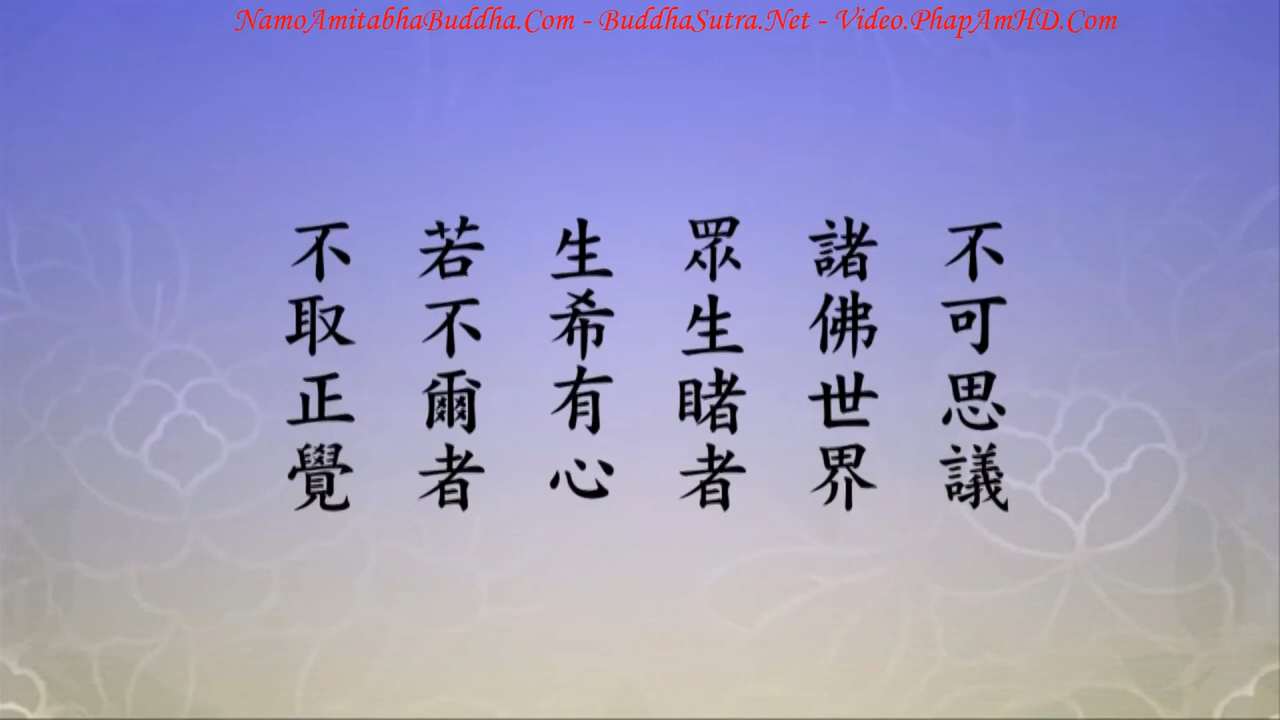 NamoAmitabhaBuddha.Com - BuddhaSutra.Net - Video.PhapAmHD.Com
不可思議
諸佛世界
眾生睹者
生希有心
若不爾者
不取正覺